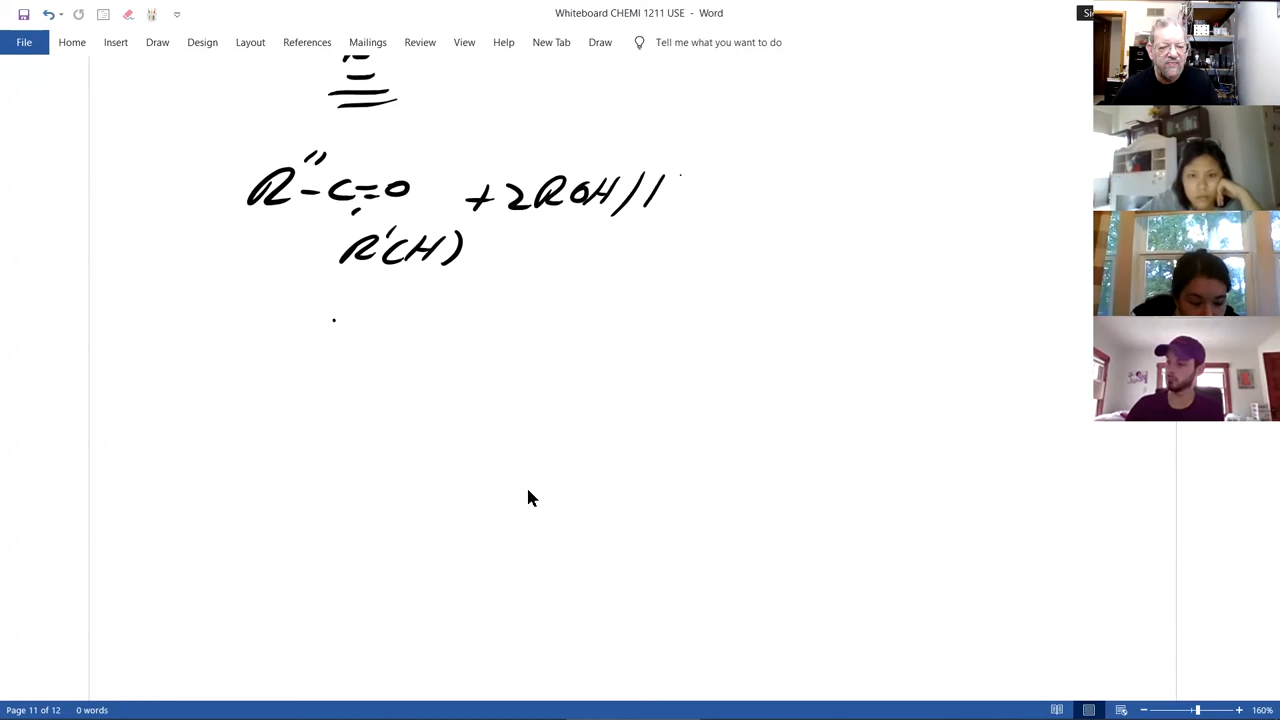 Whiteboard CHEMI 1211 USE - Word
File Home Insert Draw Design Layout References Mailings Review View Help New Tab Draw Tell me what you want to do
R''-C=O + 2ROH //
R'(H)
Page 11 of 12 0 words
160%